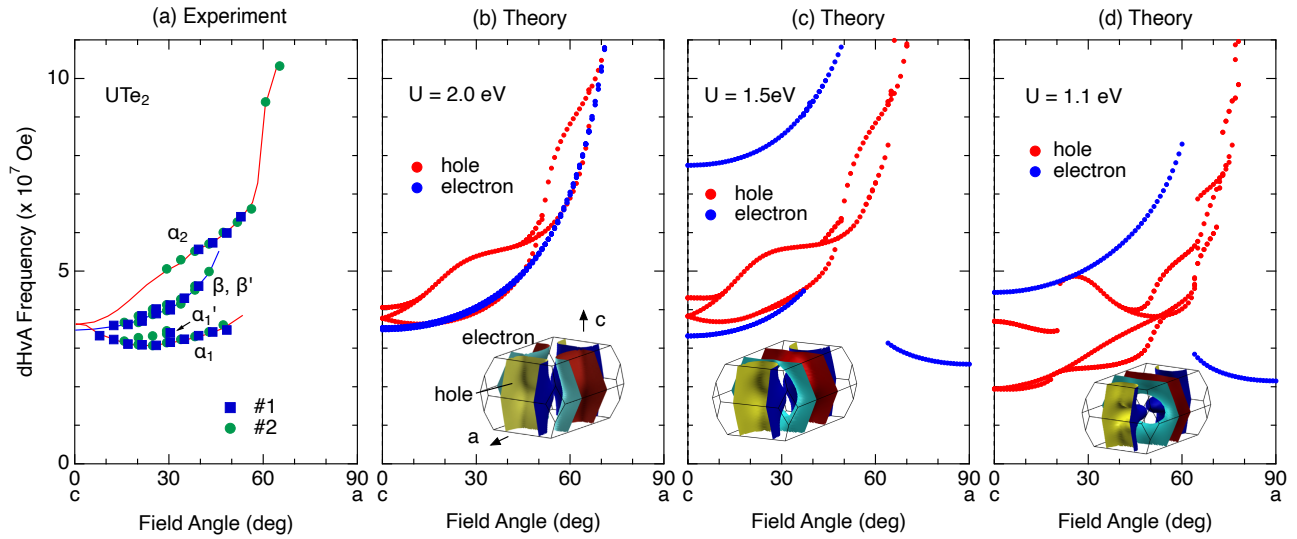 (a) Experiment
(b) Theory
(c) Theory
(d) Theory
dHvA Frequency (x 10⁷ Oe)
10
5
0
UTe₂
α₂
β, β'
α₁'
α₁
#1
#2
0
30
60
90
c
a
Field Angle (deg)
U = 2.0 eV
hole
electron
electron
hole
c
a
0
30
60
c
Field Angle (deg)
U = 1.5eV
hole
electron
0
30
60
90
c
a
Field Angle (deg)
U = 1.1 eV
hole
electron
0
30
60
90
c
a
Field Angle (deg)